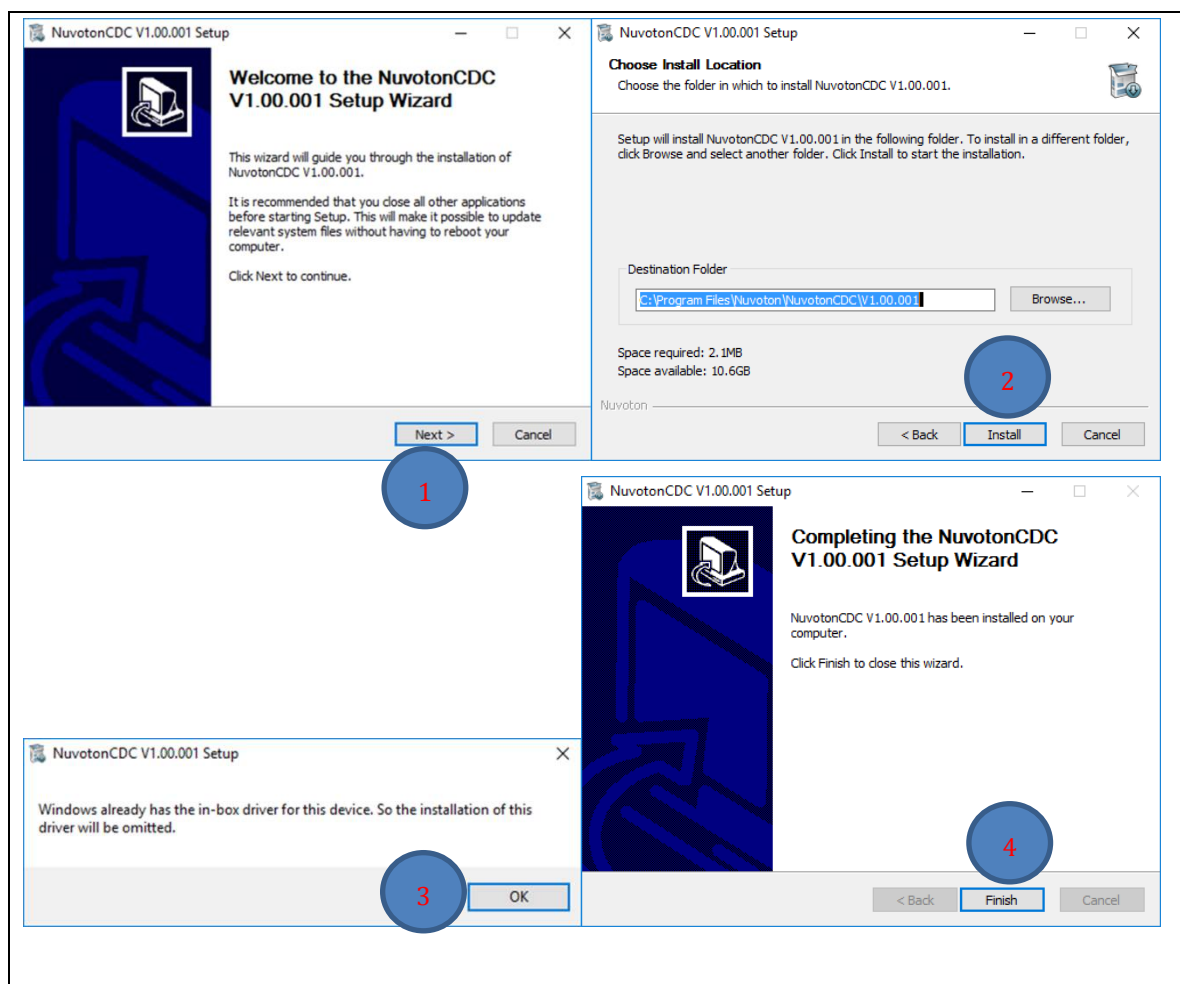 NuvotonCDC V1.00.001 Setup
Welcome to the NuvotonCDC
V1.00.001 Setup Wizard
This wizard will guide you through the installation of
NuvotonCDC V1.00.001.
It is recommended that you close all other applications
before starting Setup. This will make it possible to update
relevant system files without having to reboot your
computer.
Click Next to continue.
Next >
Cancel
1
NuvotonCDC V1.00.001 Setup
Choose Install Location
Choose the folder in which to install NuvotonCDC V1.00.001.
Setup will install NuvotonCDC V1.00.001 in the following folder. To install in a different folder,
click Browse and select another folder. Click Install to start the installation.
Destination Folder
C:\Program Files\Nuvoton\NuvotonCDC\V1.00.001
Browse...
Space required: 2.1MB
Space available: 10.6GB
2
Nuvoton
< Back
Install
Cancel
NuvotonCDC V1.00.001 Setup
Windows already has the in-box driver for this device. So the installation of this
driver will be omitted.
3
OK
NuvotonCDC V1.00.001 Setup
Completing the NuvotonCDC
V1.00.001 Setup Wizard
NuvotonCDC V1.00.001 has been installed on your
computer.
Click Finish to close this wizard.
4
< Back
Finish
Cancel